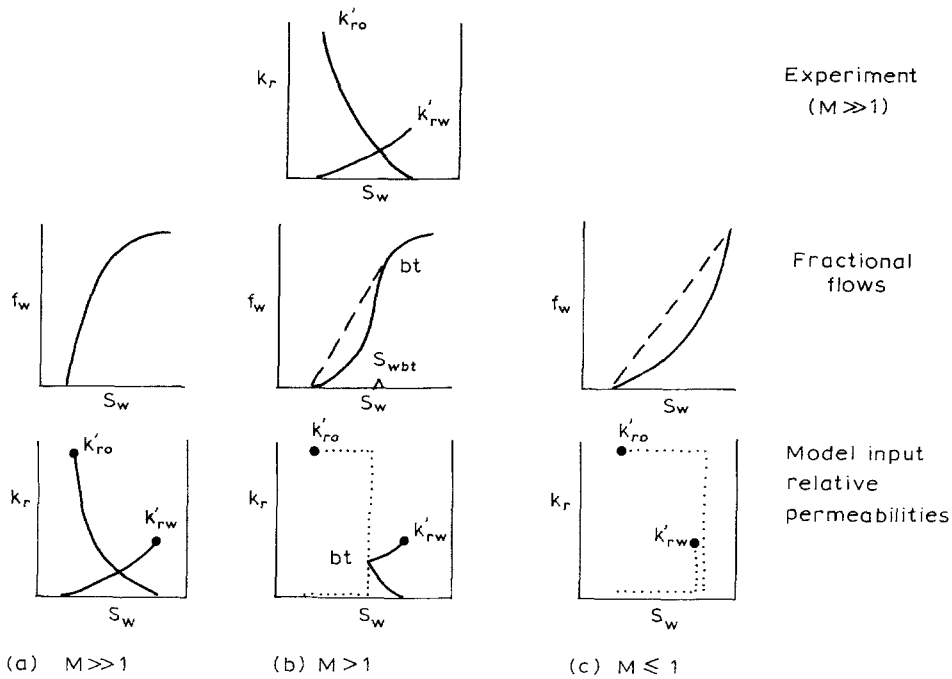 k'ro
kr
k'rw
Sw
Experiment
(M≫1)
fw
Sw
fw
bt
Swbt
Sw
fw
Sw
Fractional
flows
k'ro
kr
k'rw
Sw
k'ro
kr
k'rw
bt
Sw
k'ro
kr
k'rw
Sw
Model input
relative
permeabilities
(a) M≫1
(b) M>1
(c) M⩽1